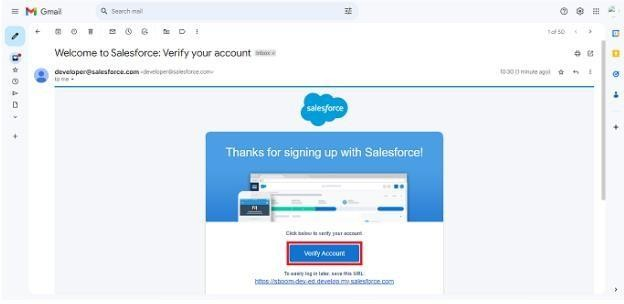 Gmail
Search mail
1 of 50
Welcome to Salesforce: Verify your account Inbox ×
developer@salesforce.com <developer@salesforce.com>
10:30 (1 minute ago)
to me
salesforce
Thanks for signing up with Salesforce!
Click below to verify your account.
Verify Account
To easily log in later, save this URL
https://sboom-dev-ed.develop.my.salesforce.com